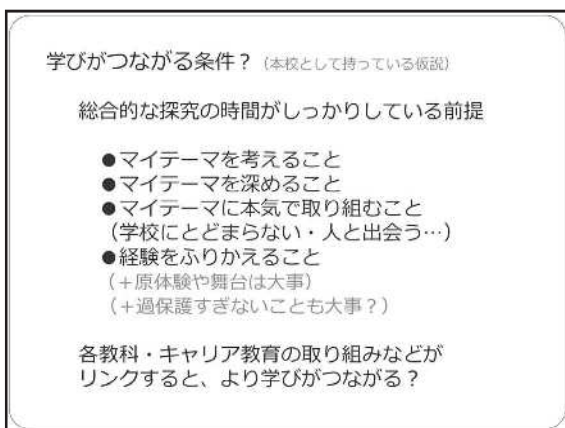 学びがつながる条件？（本校として持っている仮説）
総合的な探究の時間がしっかりしている前提
●マイテーマを考えること
●マイテーマを深めること
●マイテーマに本気で取り組むこと
（学校にとどまらない・人と出会う…）
●経験をふりかえること
（＋原体験や舞台は大事）
（＋過保護すぎないことも大事？）
各教科・キャリア教育の取り組みなどが
リンクすると、より学びがつながる？